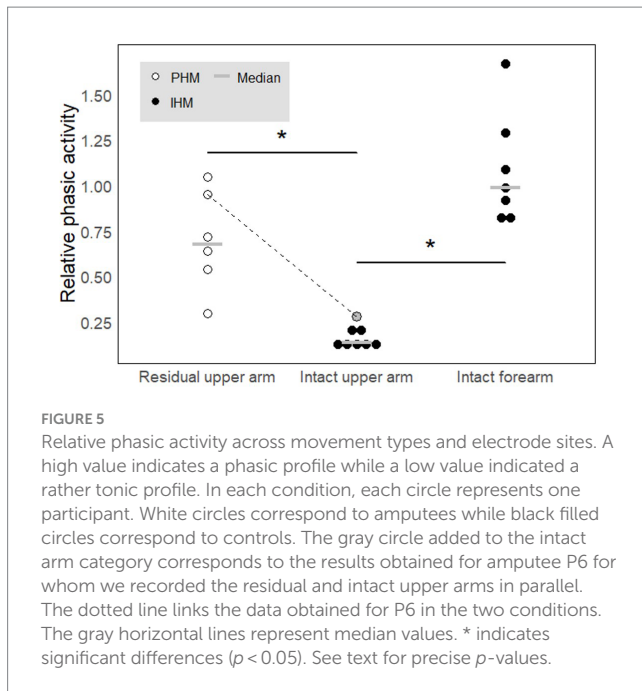 PHM Median
IHM
*
*
Relative phasic activity
1.50
1.25
1.00
0.75
0.50
0.25
Residual upper arm Intact upper arm Intact forearm
FIGURE 5
Relative phasic activity across movement types and electrode sites. A
high value indicates a phasic profile while a low value indicated a
rather tonic profile. In each condition, each circle represents one
participant. White circles correspond to amputees while black filled
circles correspond to controls. The gray circle added to the intact
arm category corresponds to the results obtained for amputee P6 for
whom we recorded the residual and intact upper arms in parallel.
The dotted line links the data obtained for P6 in the two conditions.
The gray horizontal lines represent median values. * indicates
significant differences (p < 0.05). See text for precise p-values.